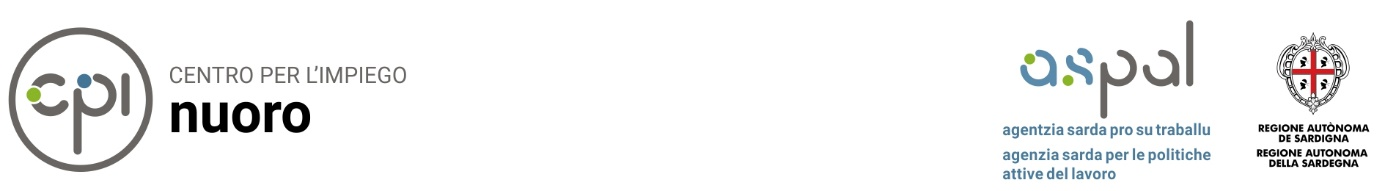 cpi
CENTRO PER L'IMPIEGO
nuoro
aspal
agentzia sarda pro su traballu
agenzia sarda per le politiche
attive del lavoro
REGIONE AUTÒNOMA
DE SARDIGNA
REGIONE AUTONOMA
DELLA SARDEGNA